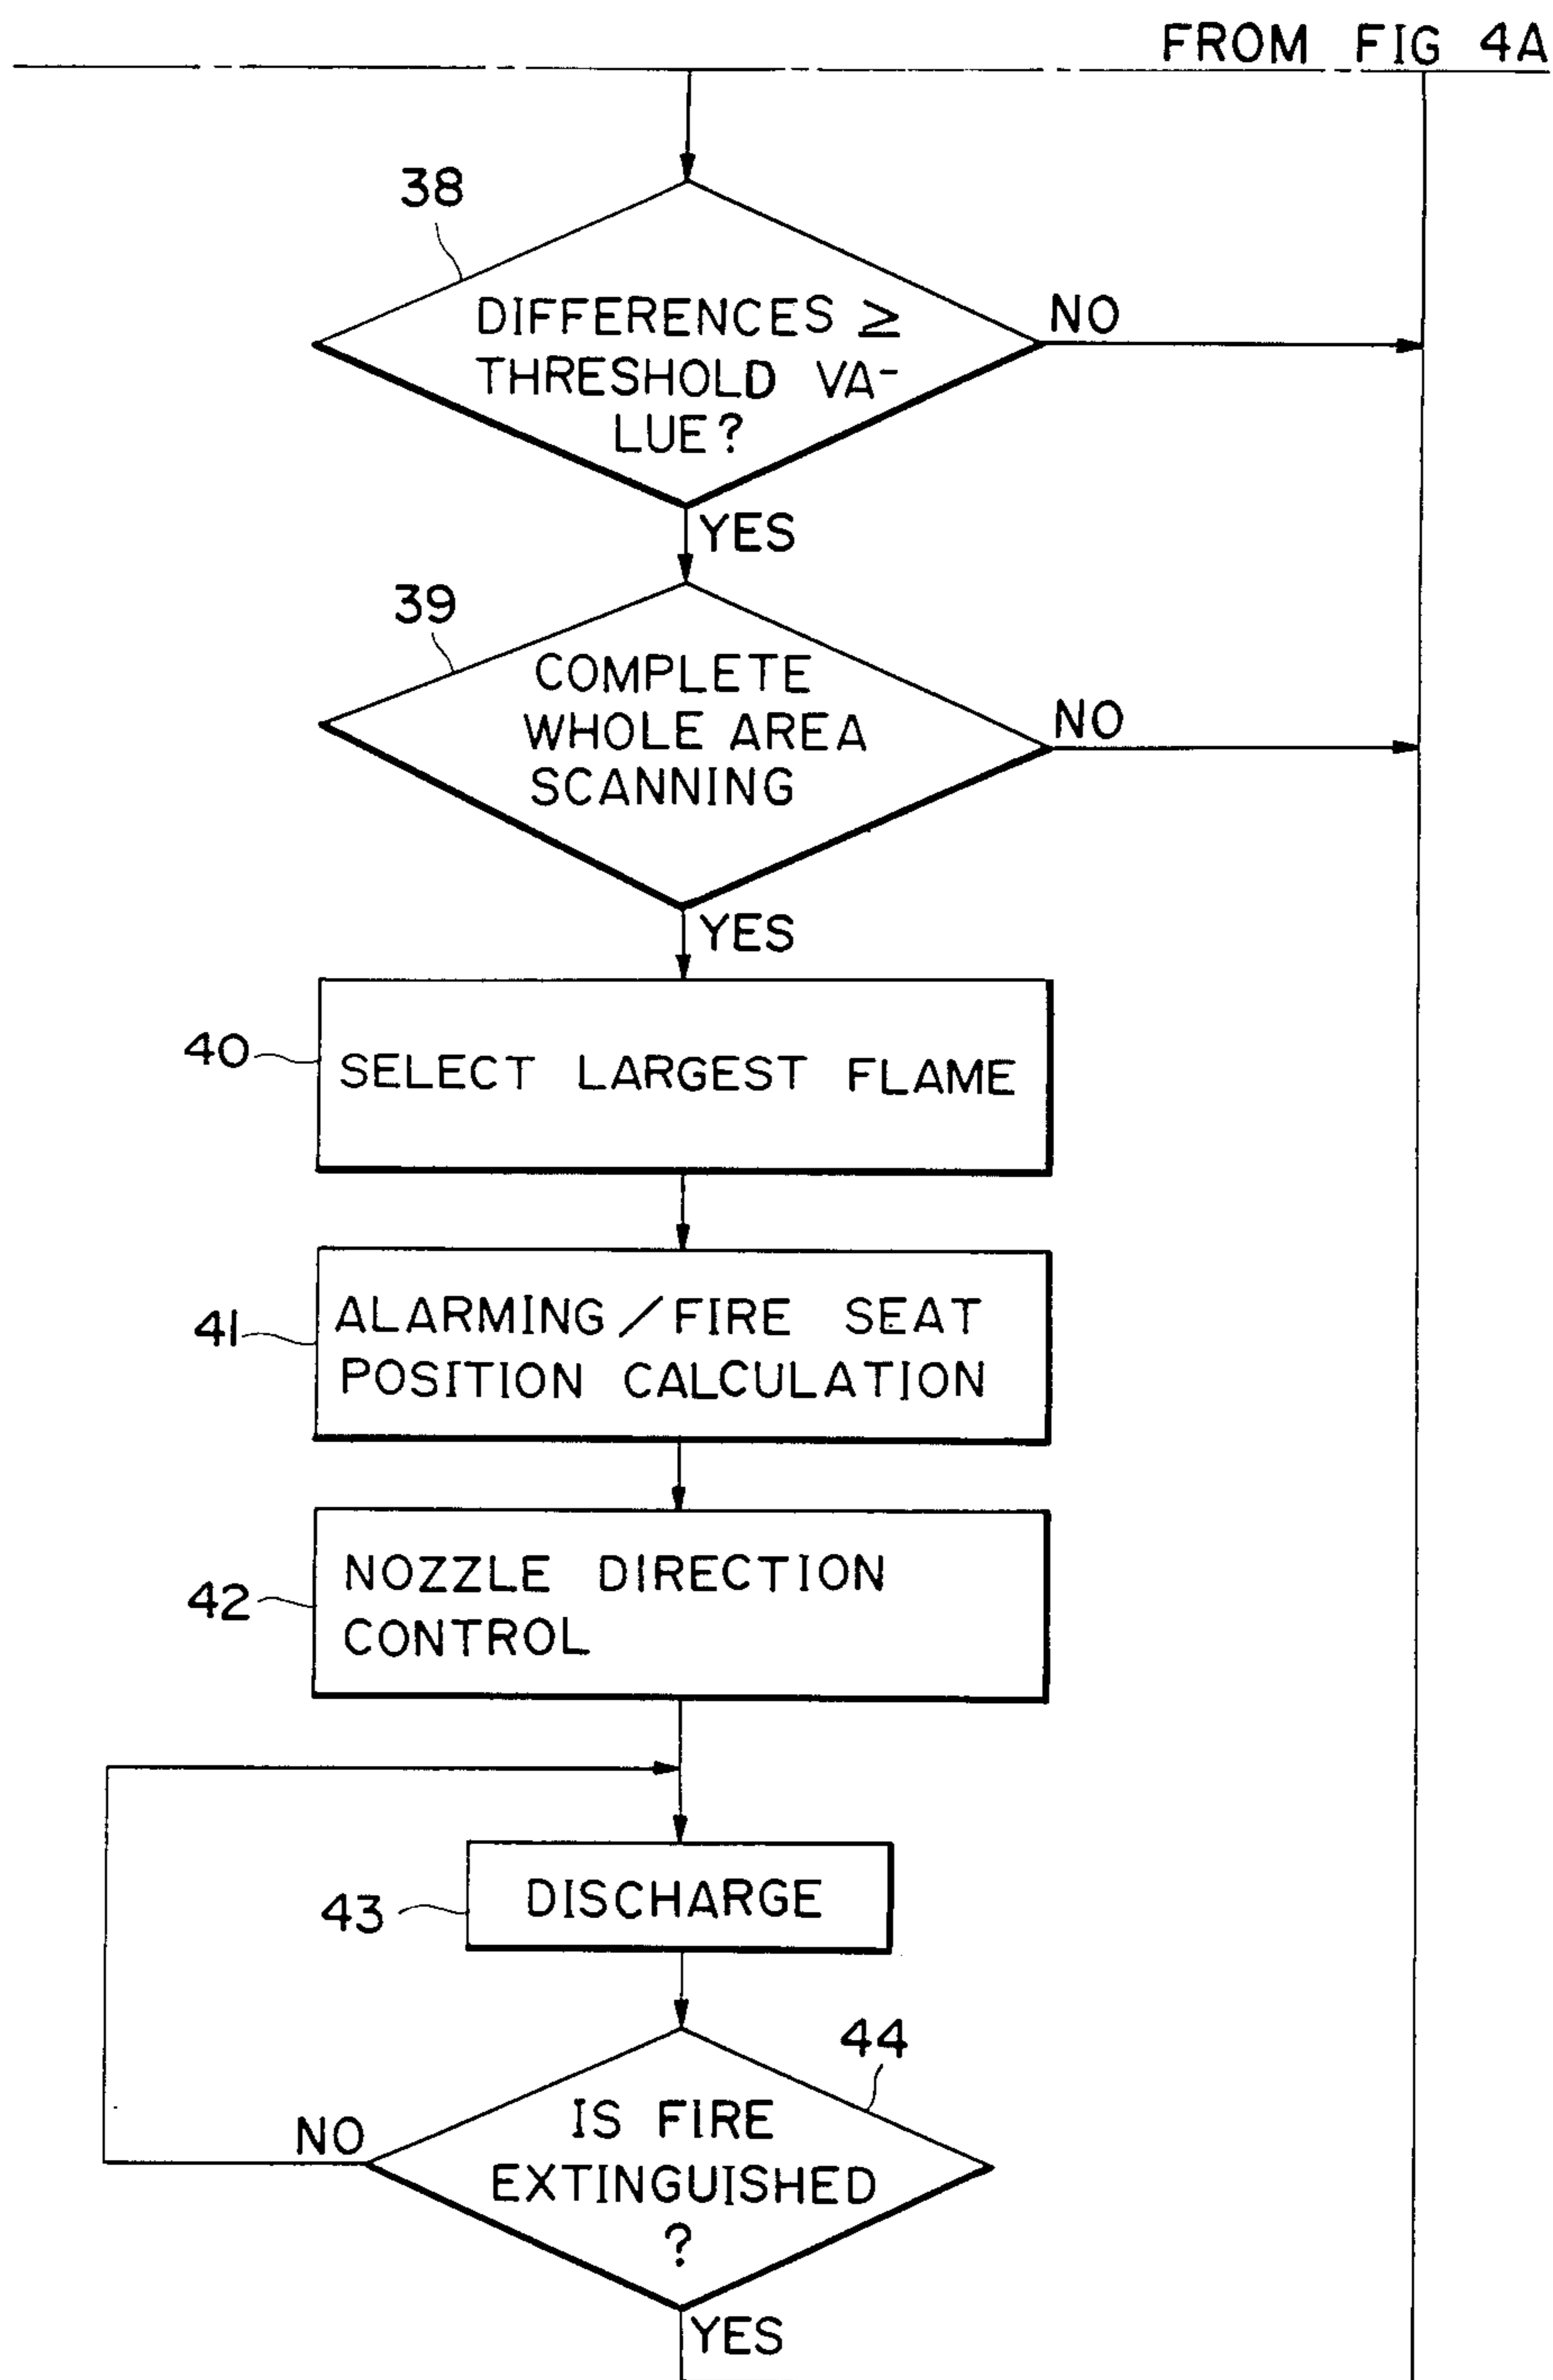 FROM FIG 4A
38
DIFFERENCES ≥
THRESHOLD VA-
LUE?
NO
YES
39
COMPLETE
WHOLE AREA
SCANNING
NO
YES
40
SELECT LARGEST FLAME
41
ALARMING/FIRE SEAT
POSITION CALCULATION
42
NOZZLE DIRECTION
CONTROL
43
DISCHARGE
44
IS FIRE
EXTINGUISHED
?
NO
YES